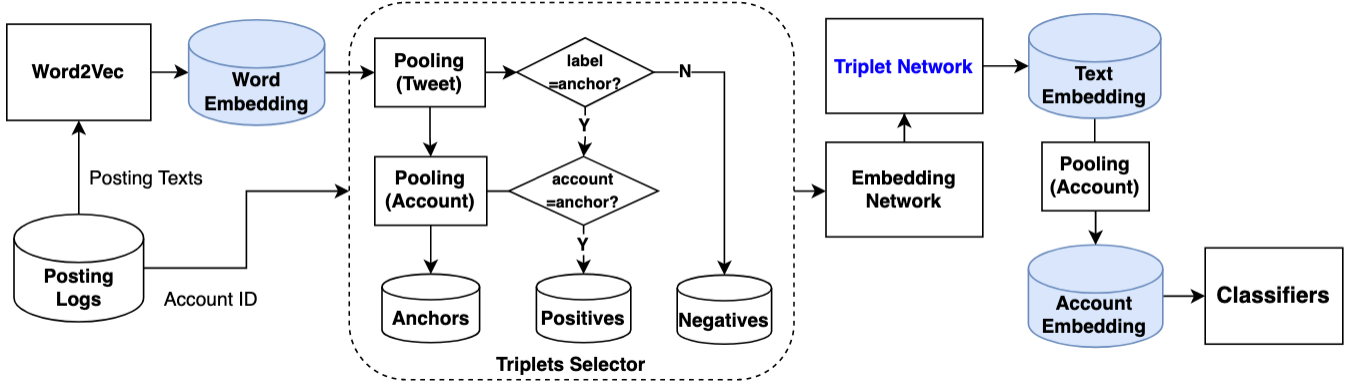 Word2Vec
Word
Embedding
Posting Texts
Posting
Logs
Account ID
Pooling
(Tweet)
label
=anchor?
N
Y
Pooling
(Account)
account
=anchor?
Y
Anchors
Positives
Negatives
Triplets Selector
Triplet Network
Embedding
Network
Text
Embedding
Pooling
(Account)
Account
Embedding
Classifiers